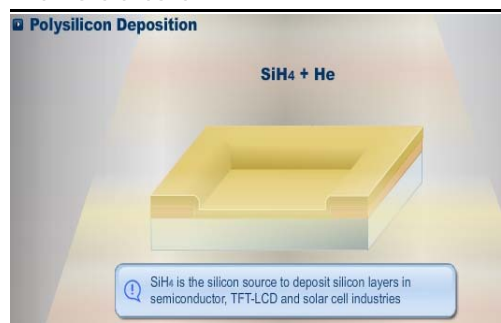 Polysilicon Deposition
SiH4 + He
SiH4 is the silicon source to deposit silicon layers in
semiconductor, TFT-LCD and solar cell industries